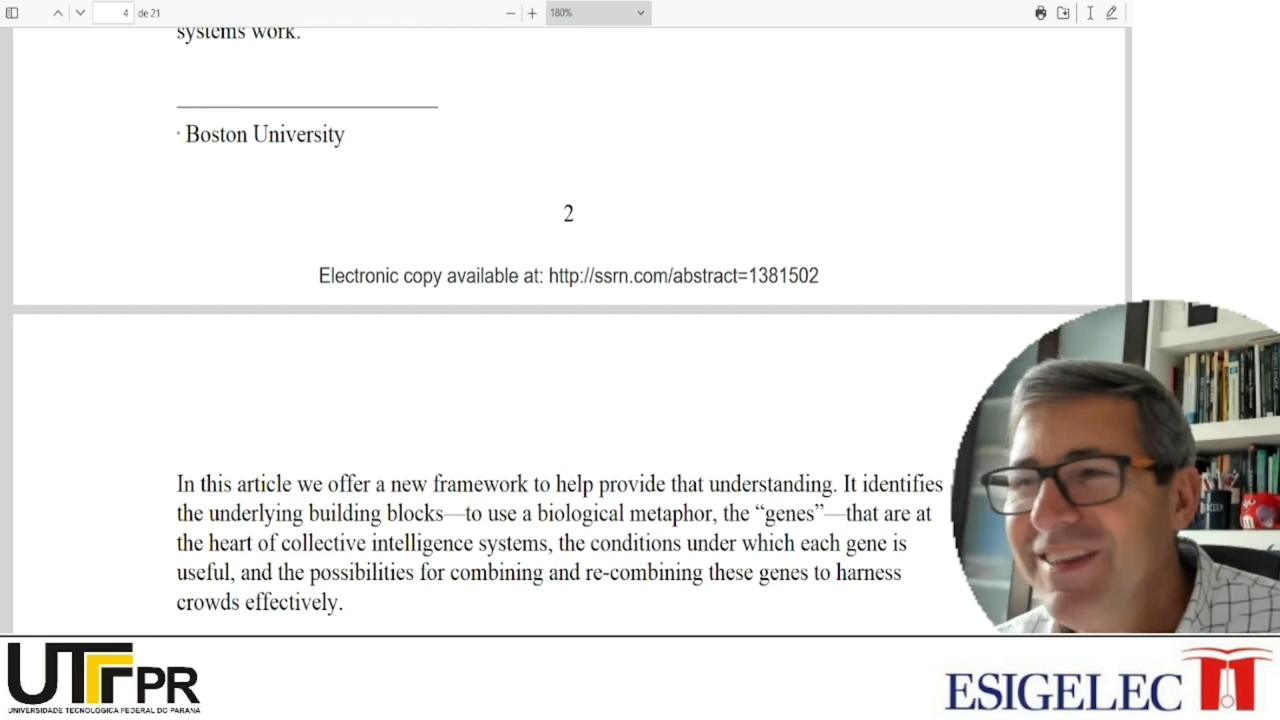 4 de 21
180%
systems work.
· Boston University
2
Electronic copy available at: http://ssrn.com/abstract=1381502
In this article we offer a new framework to help provide that understanding. It identifies
the underlying building blocks—to use a biological metaphor, the “genes”—that are at
the heart of collective intelligence systems, the conditions under which each gene is
useful, and the possibilities for combining and re-combining these genes to harness
crowds effectively.
UTFPR
UNIVERSIDADE TECNOLÓGICA FEDERAL DO PARANÁ
ESIGELEC